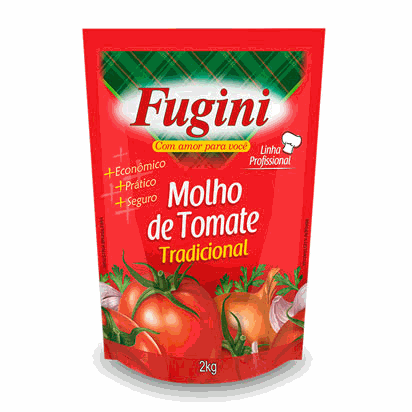 Fugini
Com amor para você
Linha
Profissional
+Econômico
+Prático
+Seguro
Molho
de Tomate
Tradicional
2kg